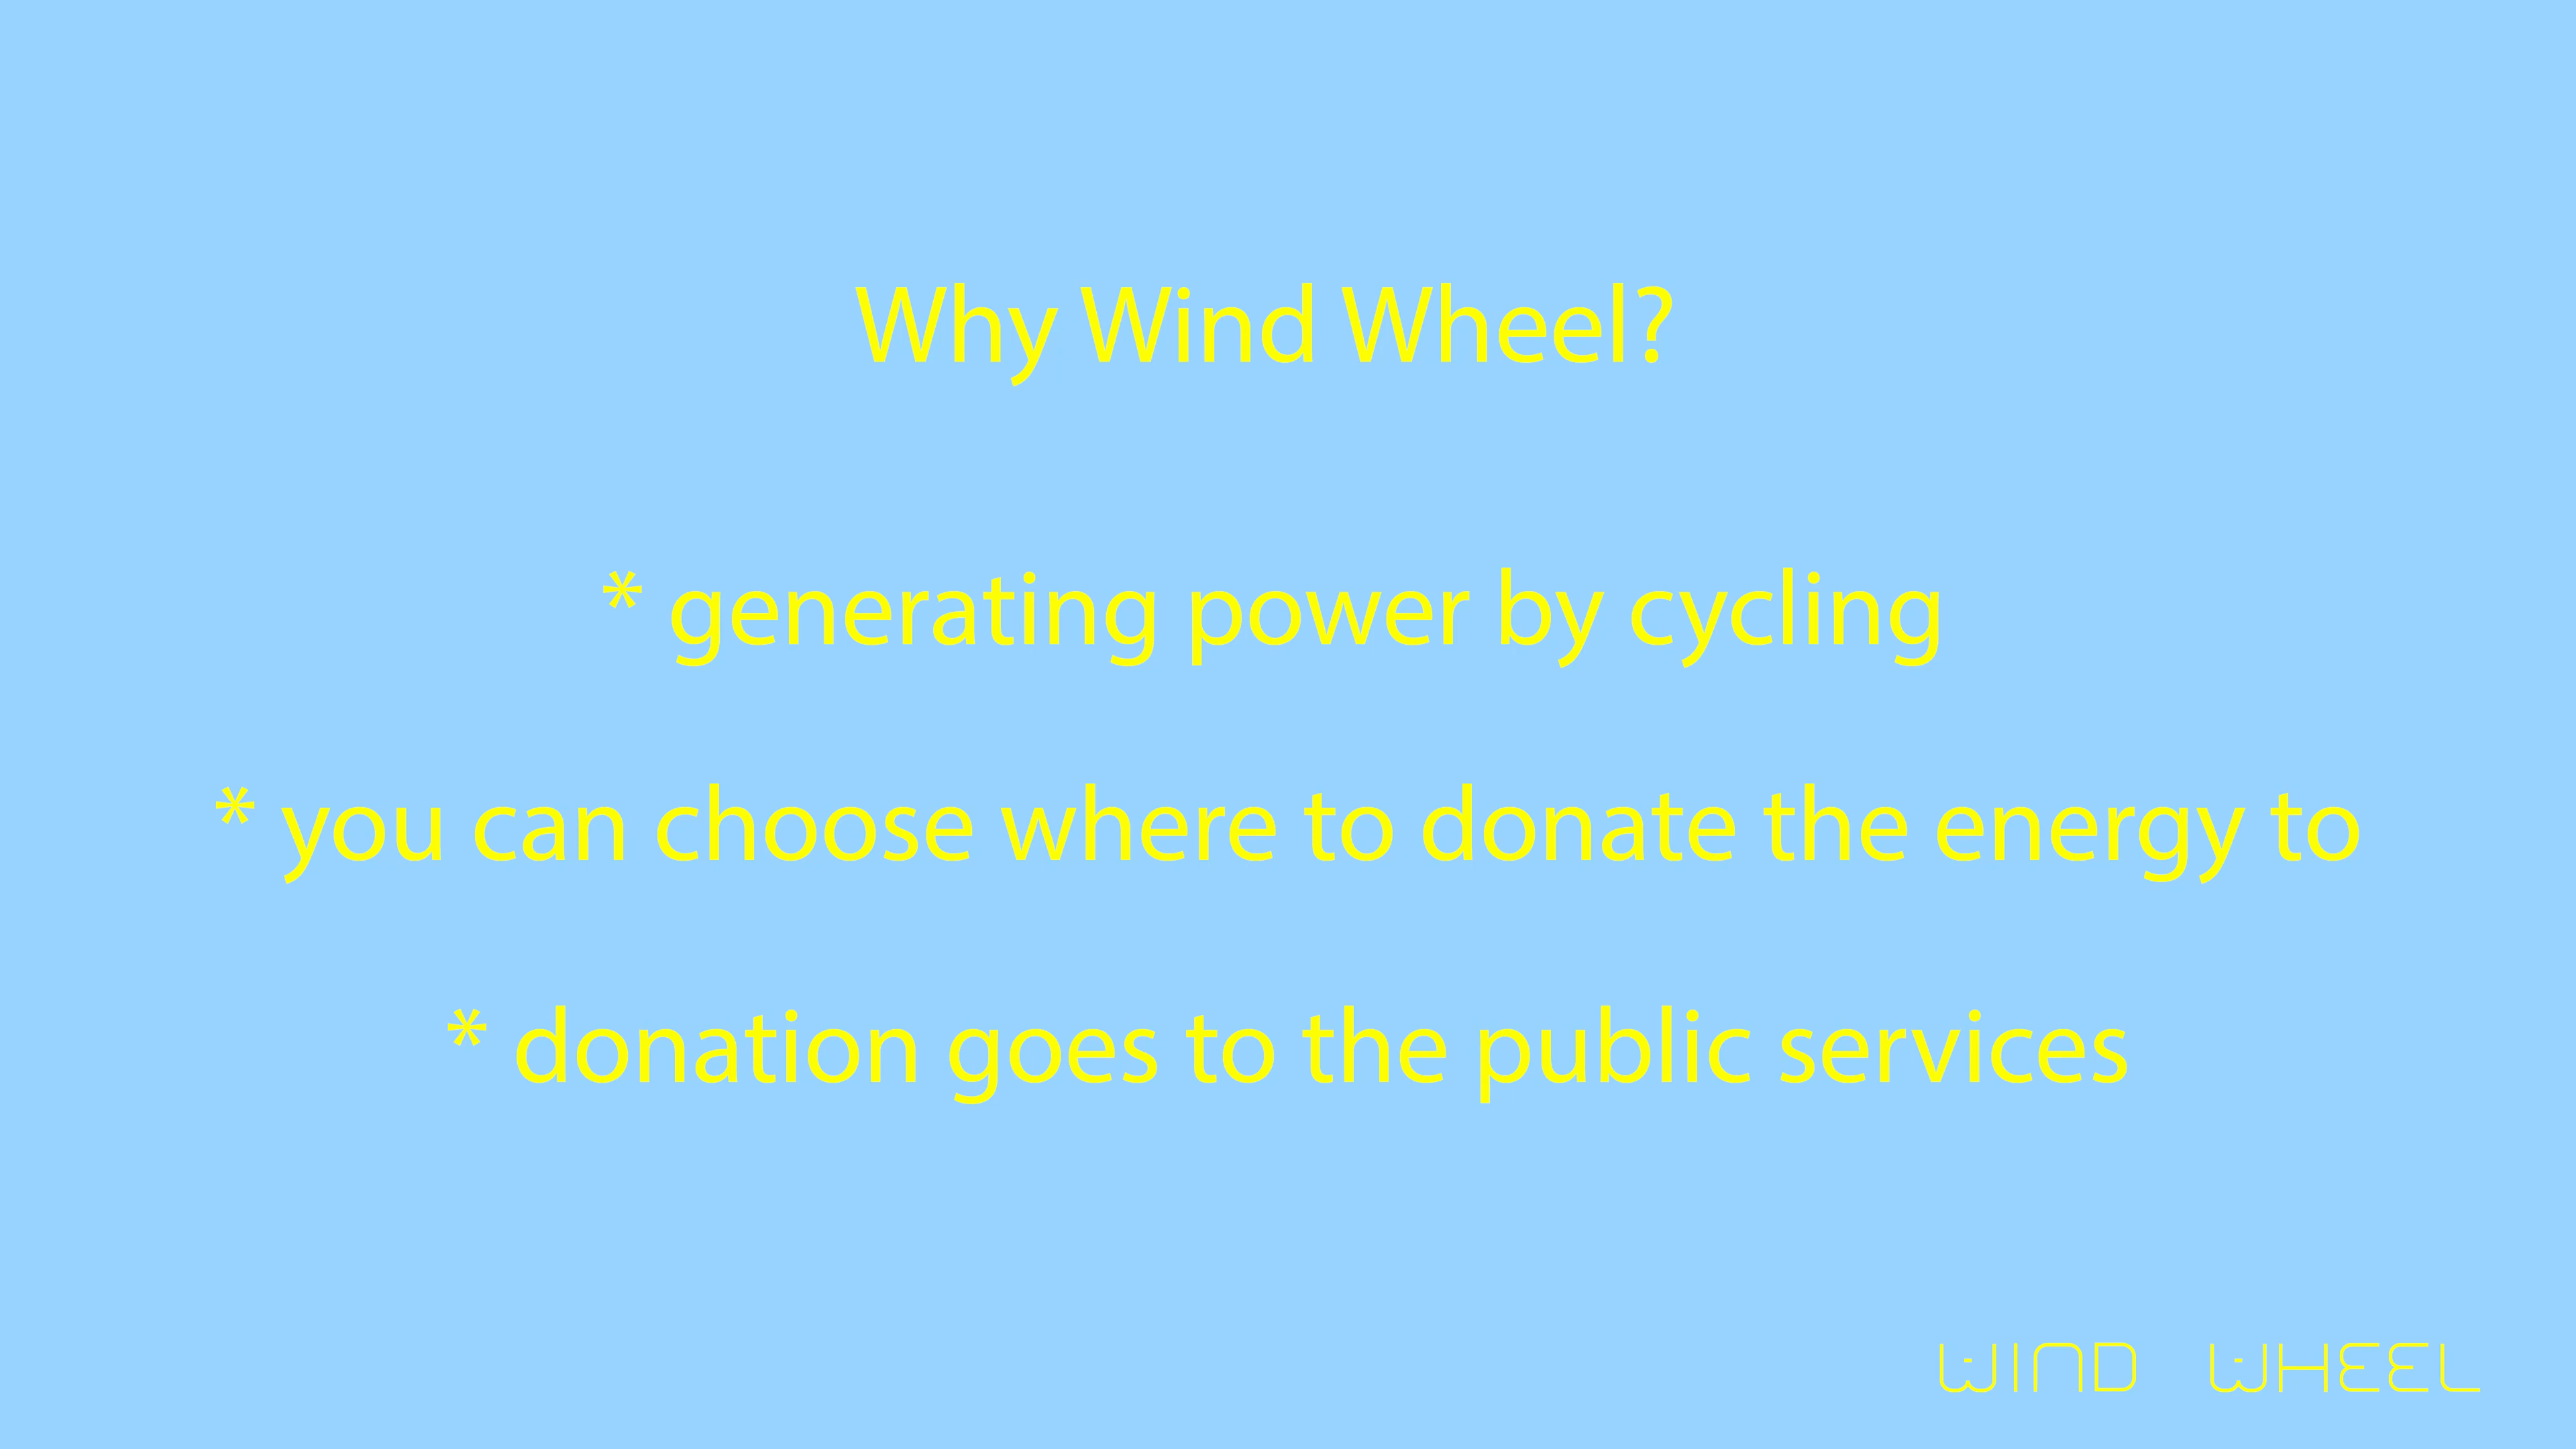 Why Wind Wheel?
* generating power by cycling
* you can choose where to donate the energy to
* donation goes to the public services
WIND WHEEL